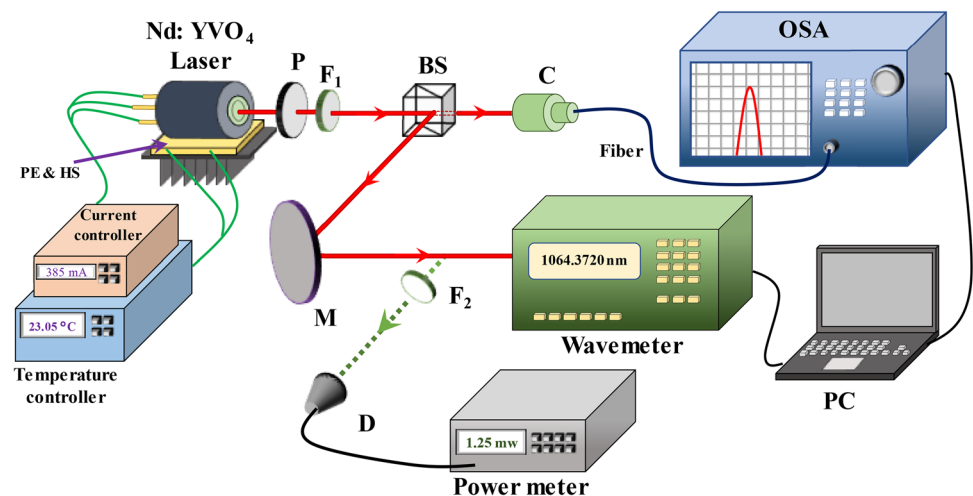 Nd: YVO₄
Laser
P
F₁
BS
C
OSA
PE & HS
Fiber
Current
controller
385 mA
23.05 °C
Temperature
controller
M
F₂
1064.3720 nm
Wavemeter
D
1.25 mw
Power meter
PC